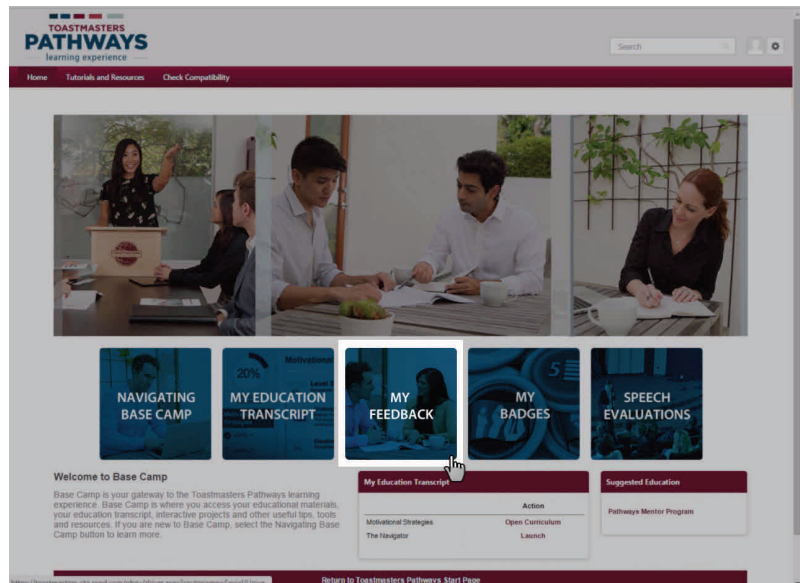 TOASTMASTERS
PATHWAYS
learning experience
Search
Home Tutorials and Resources Check Compatibility
NAVIGATING
BASE CAMP
20%
Motivational
MY EDUCATION
TRANSCRIPT
MY
FEEDBACK
5
MY
BADGES
SPEECH
EVALUATIONS
Welcome to Base Camp
Base Camp is your gateway to the Toastmasters Pathways learning
experience. Base Camp is where you access your educational materials,
your education transcript, interactive projects and other useful tips, tools
and resources. If you are new to Base Camp, select the Navigating Base
Camp button to learn more.
My Education Transcript
Action
Motivational Strategies Open Curriculum
The Navigator Launch
Suggested Education
Pathways Mentor Program
Return to Toastmasters Pathways Start Page